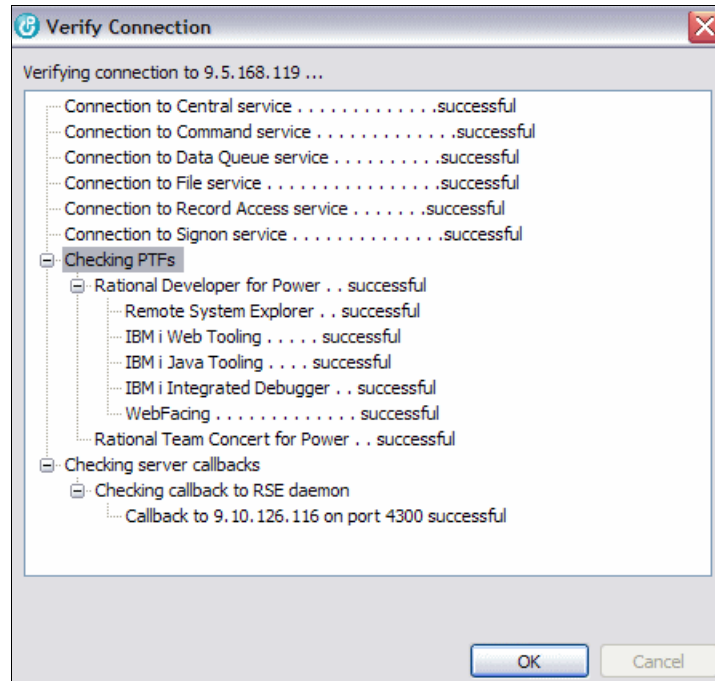 Verify Connection
Verifying connection to 9.5.168.119 ...
Connection to Central service . . . . . . . . . . . . .successful
Connection to Command service . . . . . . . . . . . . .successful
Connection to Data Queue service . . . . . . . . . .successful
Connection to File service . . . . . . . . . . . . . . . .successful
Connection to Record Access service . . . . . . .successful
Connection to Signon service . . . . . . . . . . . . . .successful
Checking PTFs
Rational Developer for Power . . successful
Remote System Explorer . . successful
IBM i Web Tooling . . . . . successful
IBM i Java Tooling . . . . successful
IBM i Integrated Debugger . . successful
WebFacing . . . . . . . . . . . . . successful
Rational Team Concert for Power . . successful
Checking server callbacks
Checking callback to RSE daemon
Callback to 9.10.126.116 on port 4300 successful
OK
Cancel